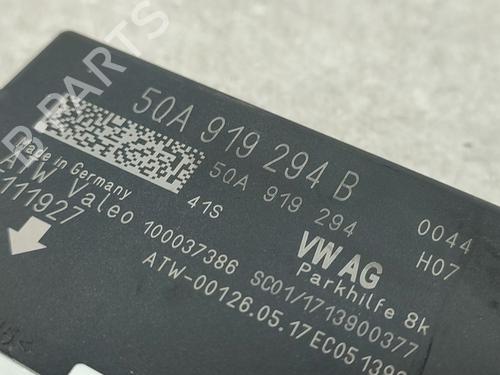 5QA 919 294 B
5QA 919 294
41S
0044
H07
Made in Germany
ATW Valeo
111927
100037386
VW AG
Parkhilfe 8k
SC01/1713900377
ATW-00126.05.17EC05
PARTS